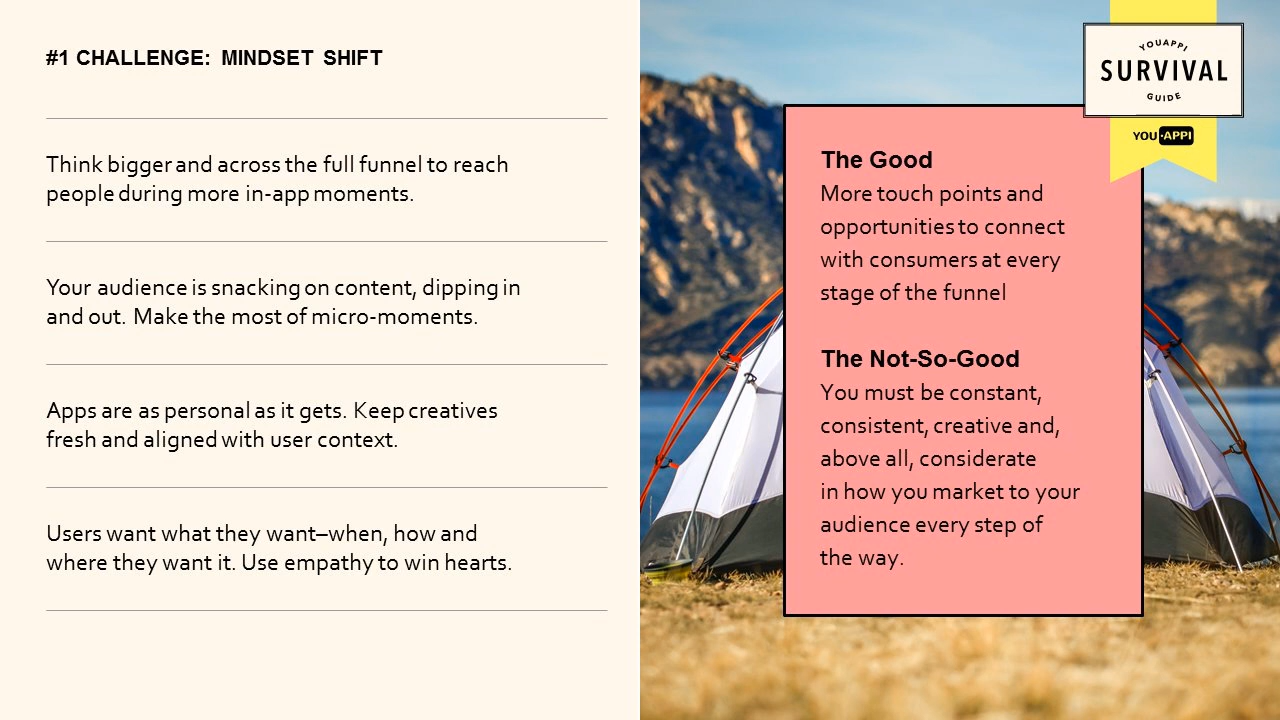 #1 CHALLENGE: MINDSET SHIFT
Think bigger and across the full funnel to reach
people during more in-app moments.
Your audience is snacking on content, dipping in
and out. Make the most of micro-moments.
Apps are as personal as it gets. Keep creatives
fresh and aligned with user context.
Users want what they want–when, how and
where they want it. Use empathy to win hearts.
YOUAPPI
SURVIVAL
GUIDE
YOU APPI
The Good
More touch points and
opportunities to connect
with consumers at every
stage of the funnel
The Not-So-Good
You must be constant,
consistent, creative and,
above all, considerate
in how you market to your
audience every step of
the way.